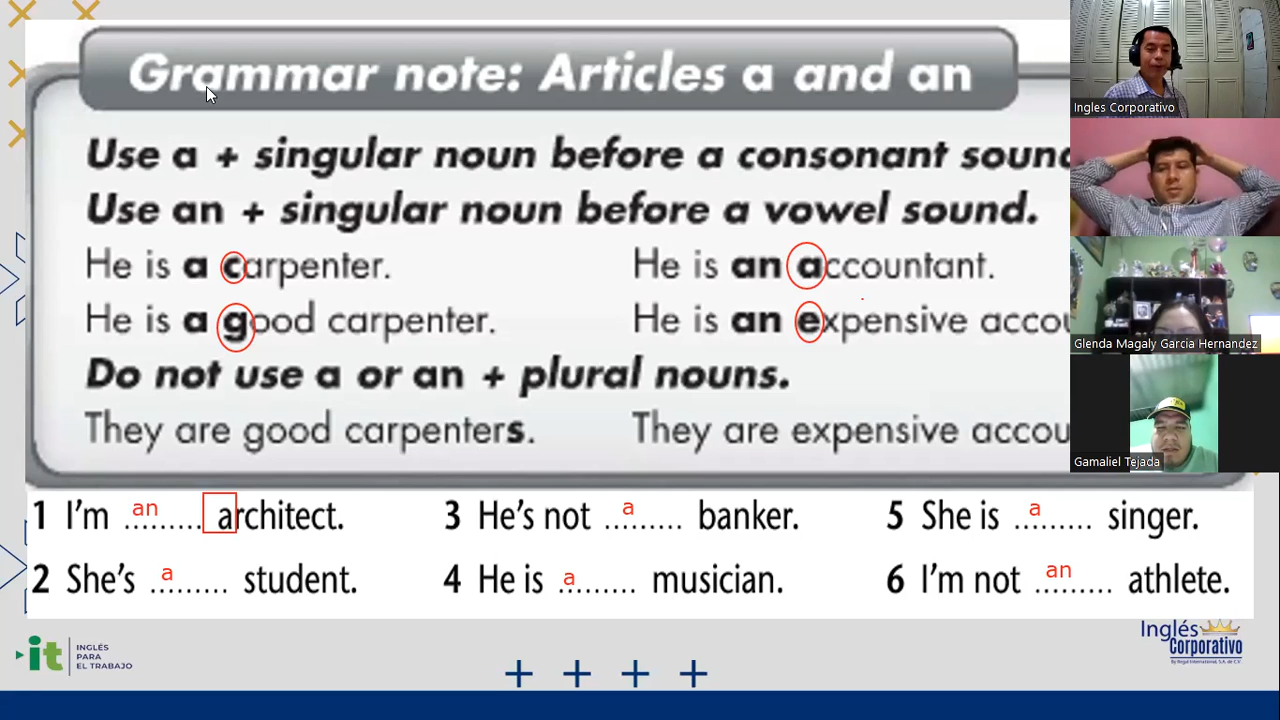 Grammar note: Articles a and an
Use a + singular noun before a consonant
Use an + singular noun before a vowel sound.
He is a carpenter. He is an accountant.
He is a good carpenter. He is an expensive
Do not use a or an + plural nouns.
They are good carpenters. They are expensive
1 I'm an architect. 3 He's not a banker. 5 She is a singer.
2 She's a student. 4 He is a musician. 6 I'm not an athlete.
it INGLÉS
PARA
EL TRABAJO
Inglés
Corporativo
Ingles Corporativo
Glenda Magaly Garcia Hernandez
Gamaliel Tejada